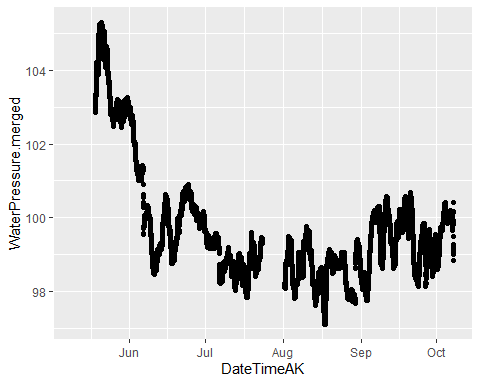 WaterPressure.merged
104
102
100
98
Jun Jul Aug Sep Oct
DateTimeAK